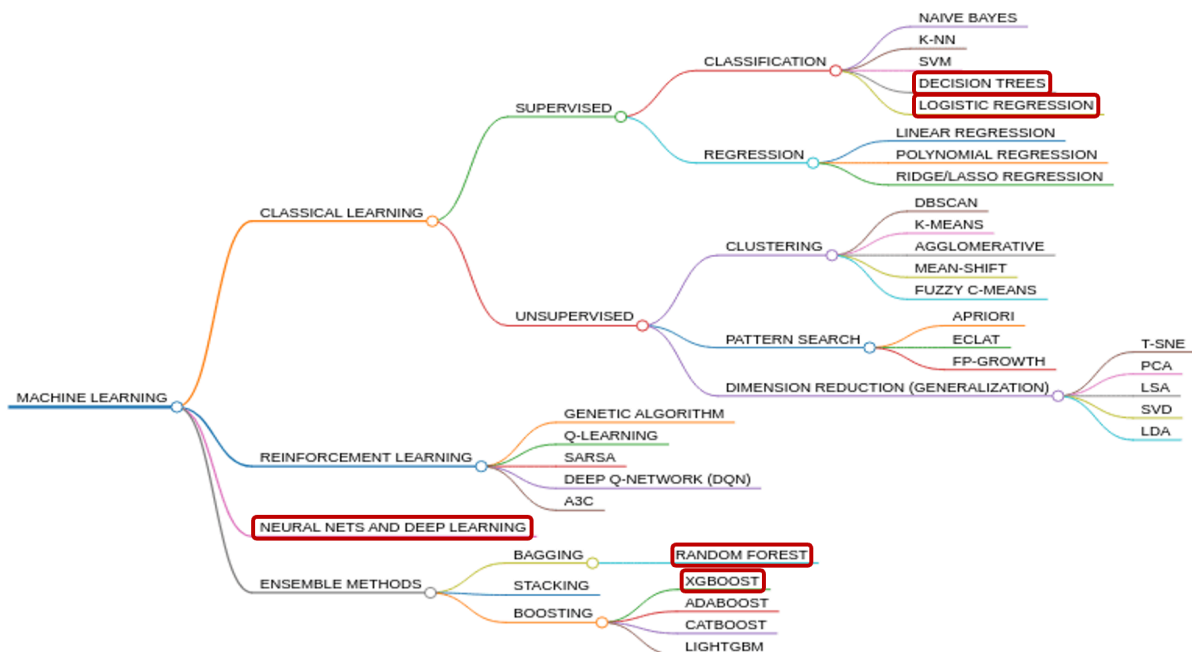 NAIVE BAYES
K-NN
CLASSIFICATION
SVM
DECISION TREES
SUPERVISED
LOGISTIC REGRESSION
LINEAR REGRESSION
REGRESSION
POLYNOMIAL REGRESSION
RIDGE/LASSO REGRESSION
CLASSICAL LEARNING
DBSCAN
K-MEANS
CLUSTERING
AGGLOMERATIVE
MEAN-SHIFT
FUZZY C-MEANS
UNSUPERVISED
APRIORI
PATTERN SEARCH
ECLAT
FP-GROWTH
DIMENSION REDUCTION (GENERALIZATION)
T-SNE
PCA
LSA
SVD
LDA
MACHINE LEARNING
GENETIC ALGORITHM
Q-LEARNING
REINFORCEMENT LEARNING
SARSA
DEEP Q-NETWORK (DQN)
A3C
NEURAL NETS AND DEEP LEARNING
BAGGING
RANDOM FOREST
ENSEMBLE METHODS
STACKING
XGBOOST
BOOSTING
ADABOOST
CATBOOST
LIGHTGBM